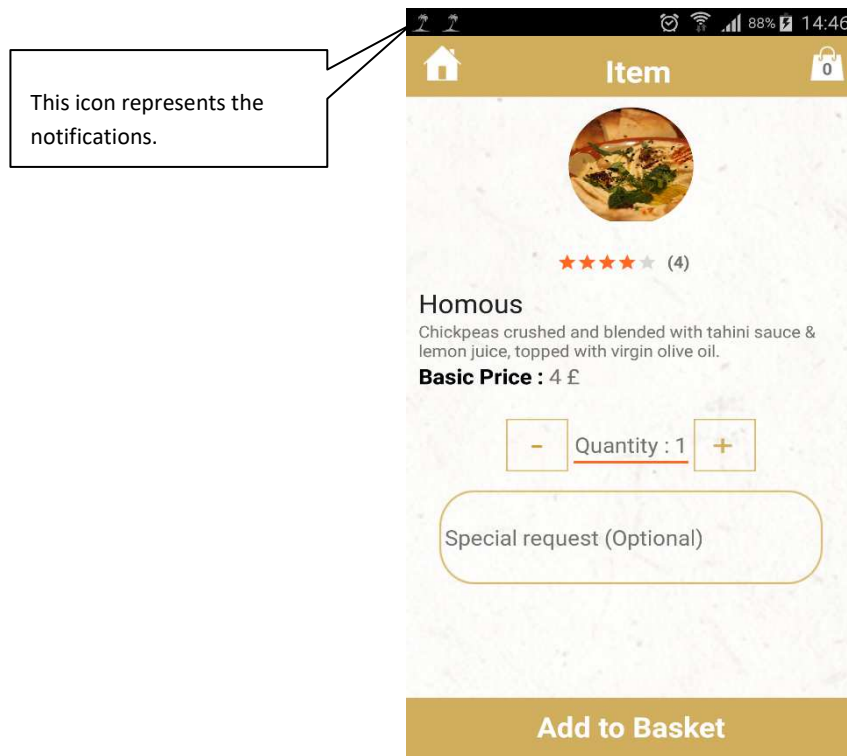 88% 14:46
This icon represents the
notifications.
Item
0
(4)
Homous
Chickpeas crushed and blended with tahini sauce &
lemon juice, topped with virgin olive oil.
Basic Price : 4 £
- Quantity : 1 +
Special request (Optional)
Add to Basket